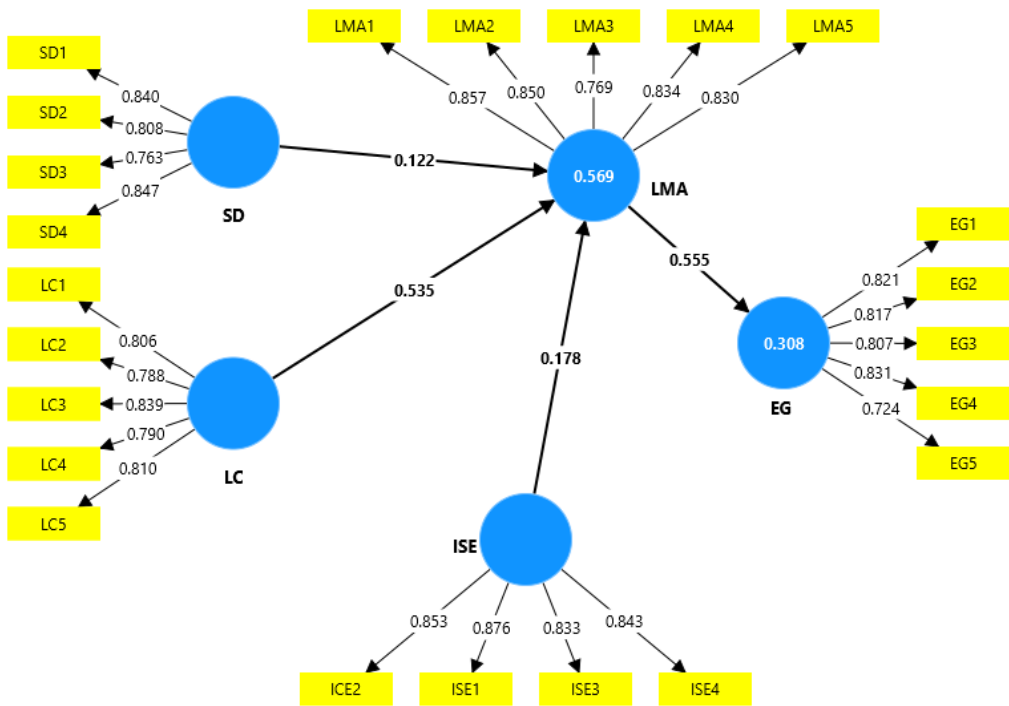 LMA1
LMA2
LMA3
LMA4
LMA5
0.857
0.850
0.769
0.834
0.830
0.569
LMA
SD1
SD2
SD3
SD4
0.840
0.808
0.763
0.847
SD
0.122
LC1
LC2
LC3
LC4
LC5
0.806
0.788
0.839
0.790
0.810
LC
0.535
0.178
0.555
0.308
EG
EG1
EG2
EG3
EG4
EG5
0.821
0.817
0.807
0.831
0.724
ISE
0.853
0.876
0.833
0.843
ICE2
ISE1
ISE3
ISE4